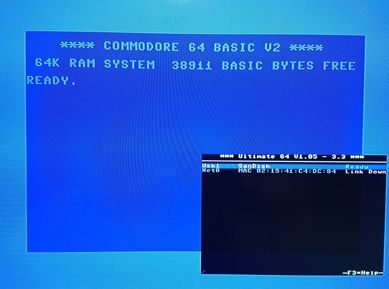 **** COMMODORE 64 BASIC V2 ****
64K RAM SYSTEM  38911 BASIC BYTES FREE
READY.
*** Ultimate 64 V1.05 - 3.3 ***
Usb1 SanDisk Ready
Net0 MAC 02:15:41:C4:DC:84 Link Down
F3=Help